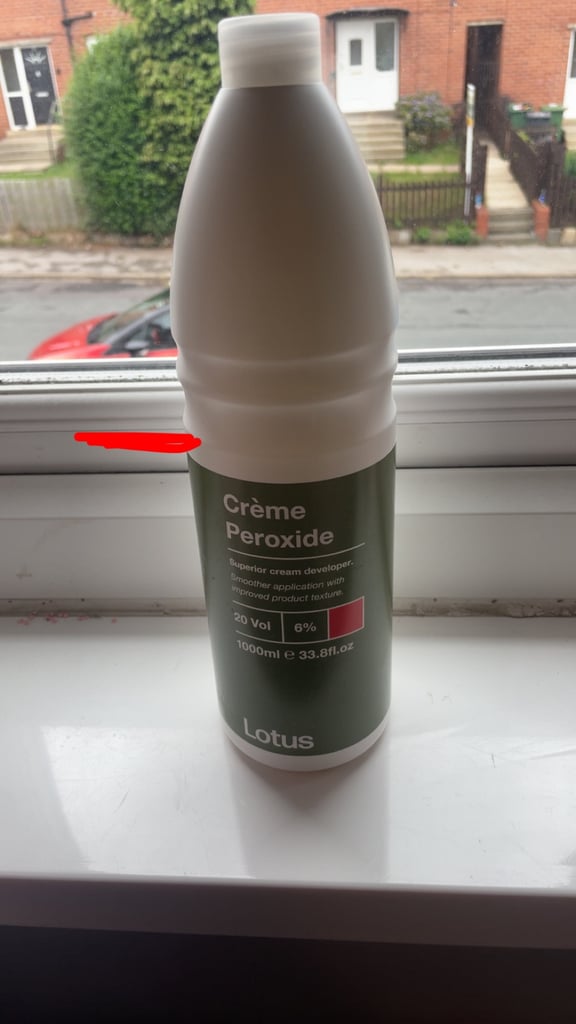 Crème
Peroxide
Superior cream developer.
Smoother application with
improved product texture.
20 Vol 6%
1000ml ℮ 33.8fl.oz
Lotus